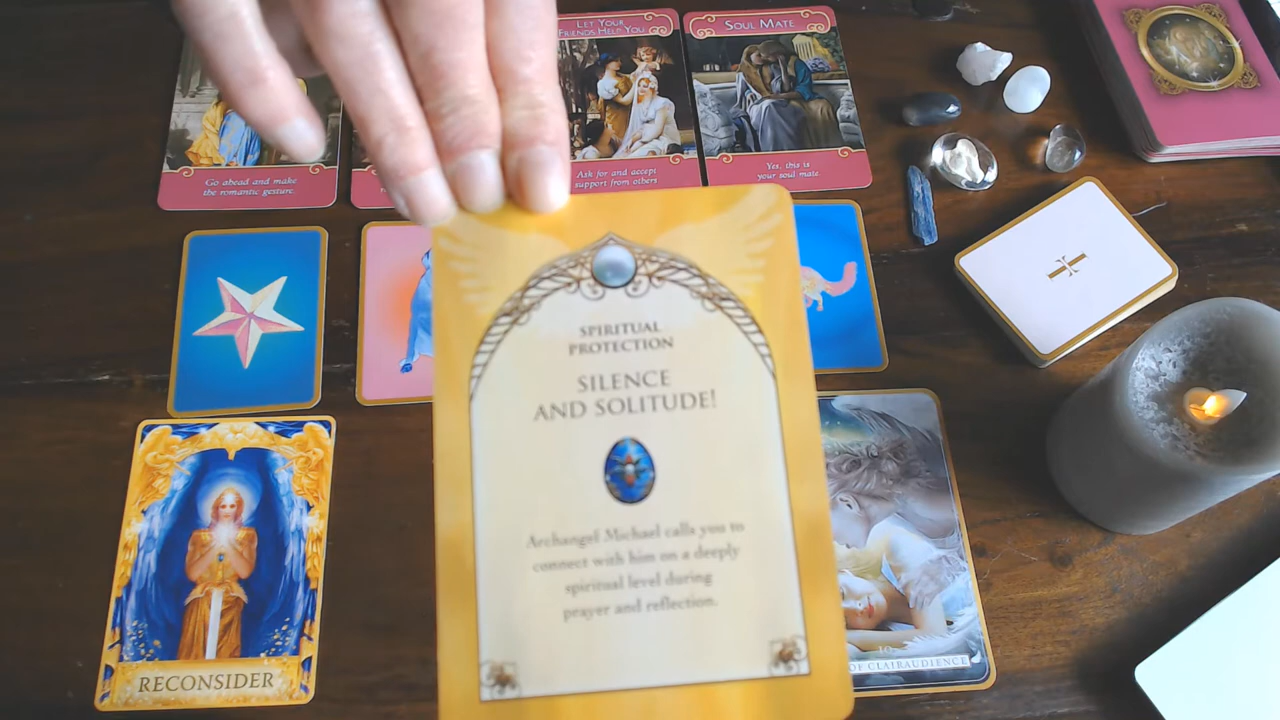 LET YOUR
FRIENDS HELP YOU
SOUL MATE
Go ahead and make
the romantic gesture.
Ask for and accept
support from others
Yes, this is
your soul mate.
SPIRITUAL
PROTECTION
SILENCE
AND SOLITUDE!
Archangel Michael calls you to
connect with him on a deeply
spiritual level during
prayer and reflection.
RECONSIDER
10
OF CLAIRAUDIENCE